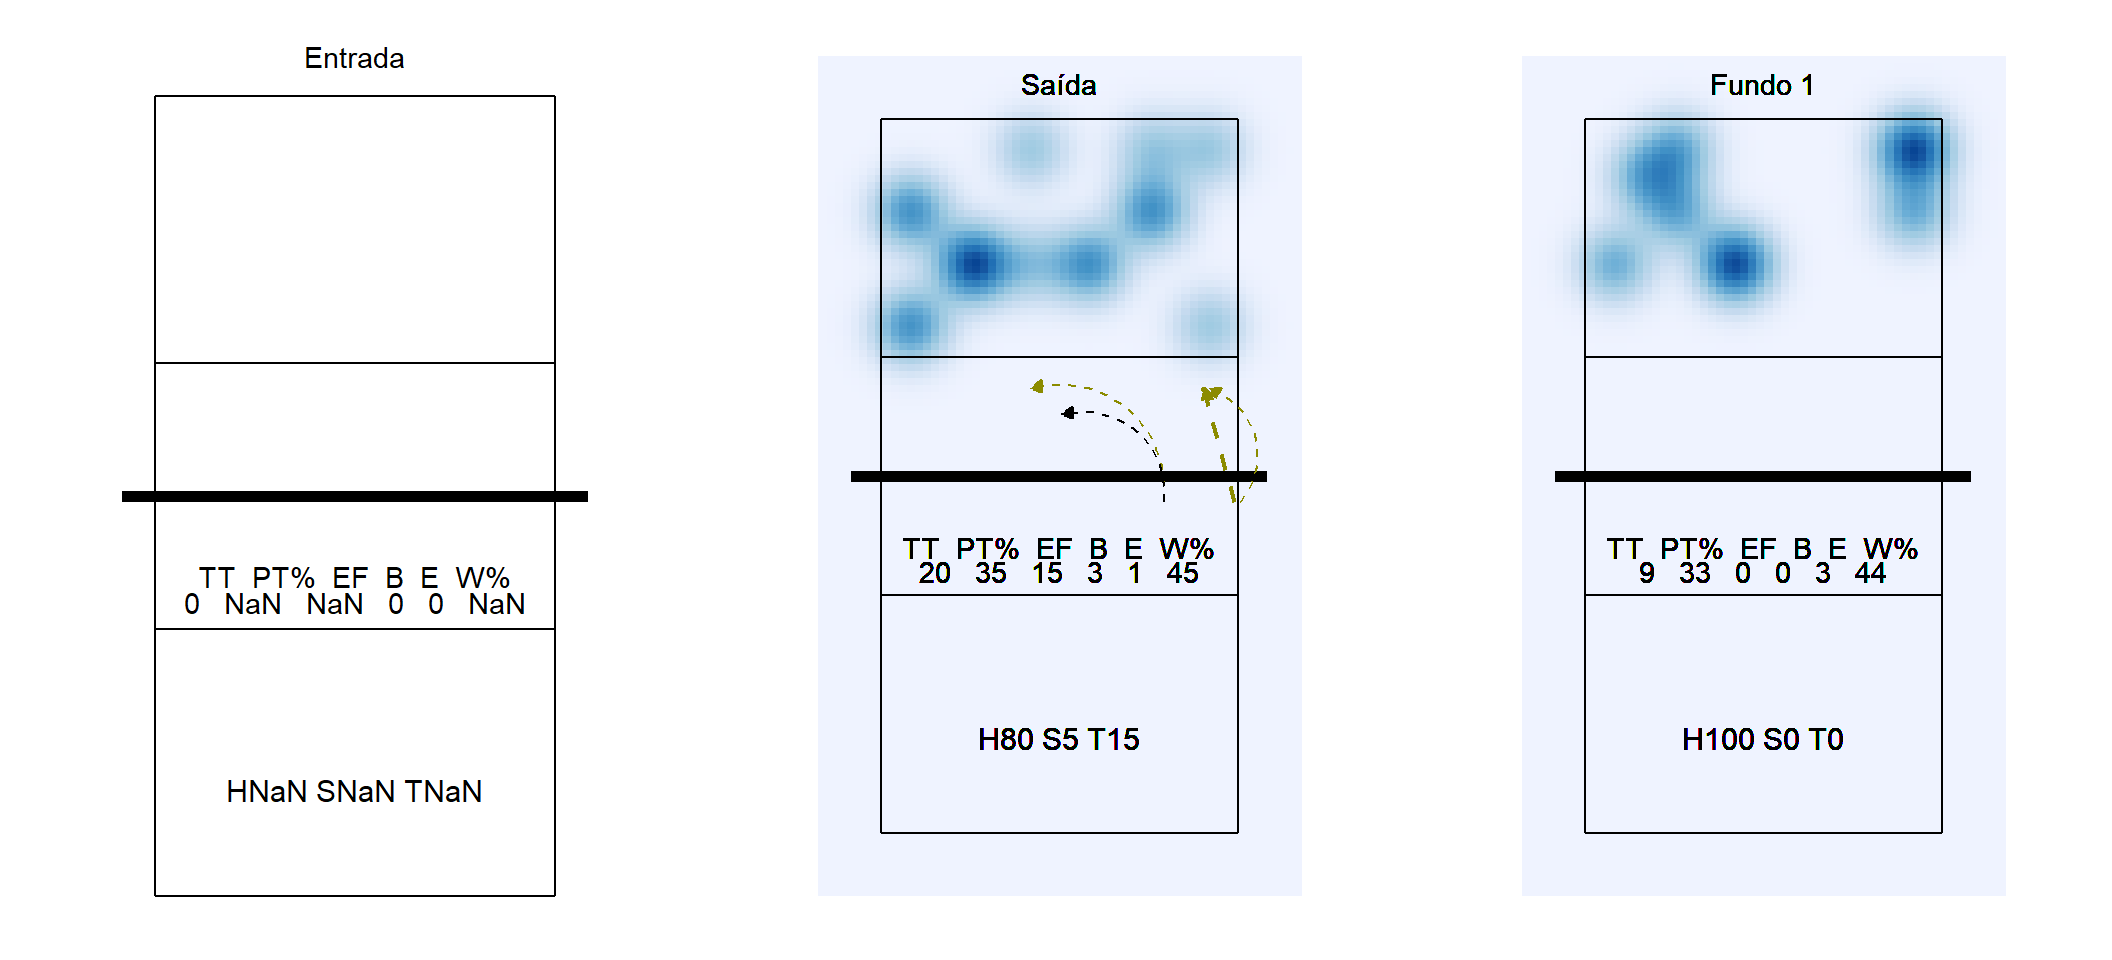 Entrada
TT PT% EF B E W%
0 NaN NaN 0 0 NaN
HNaN SNaN TNaN
Saída
TT PT% EF B E W%
20 35 15 3 1 45
H80 S5 T15
Fundo 1
TT PT% EF B E W%
9 33 0 0 3 44
H100 S0 T0